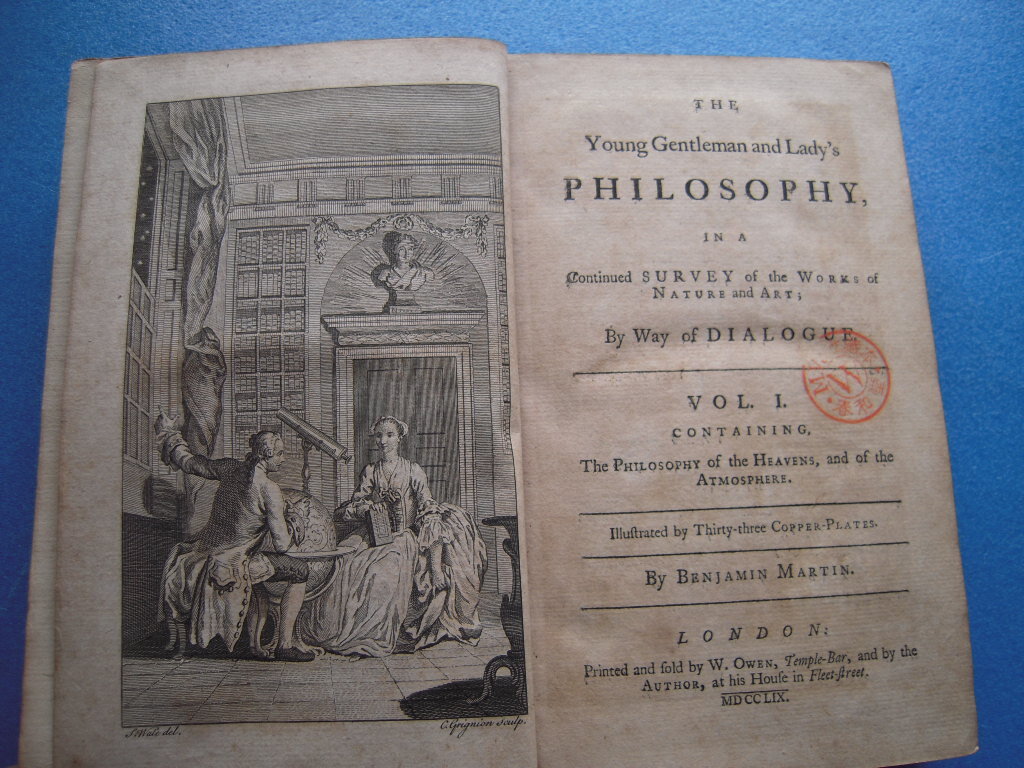 S. Wale del.
C. Grignion sculp.
THE
Young Gentleman and Lady's
PHILOSOPHY,
IN A
Continued SURVEY of the WORKS of
NATURE and ART;
By Way of DIALOGUE.
VOL. I.
CONTAINING,
The PHILOSOPHY of the HEAVENS, and of the
ATMOSPHERE.
Illuſtrated by Thirty-three COPPER-PLATES.
By BENJAMIN MARTIN.
LONDON:
Printed and ſold by W. OWEN, Temple-Bar, and by the
AUTHOR, at his Houſe in Fleet-ſtreet.
MDCCLIX.